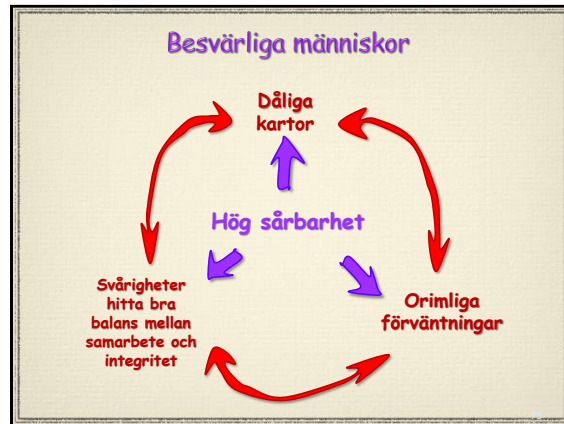 Besvärliga människor
Dåliga
kartor
Hög sårbarhet
Svårigheter
hitta bra
balans mellan
samarbete och
integritet
Orimliga
förväntningar